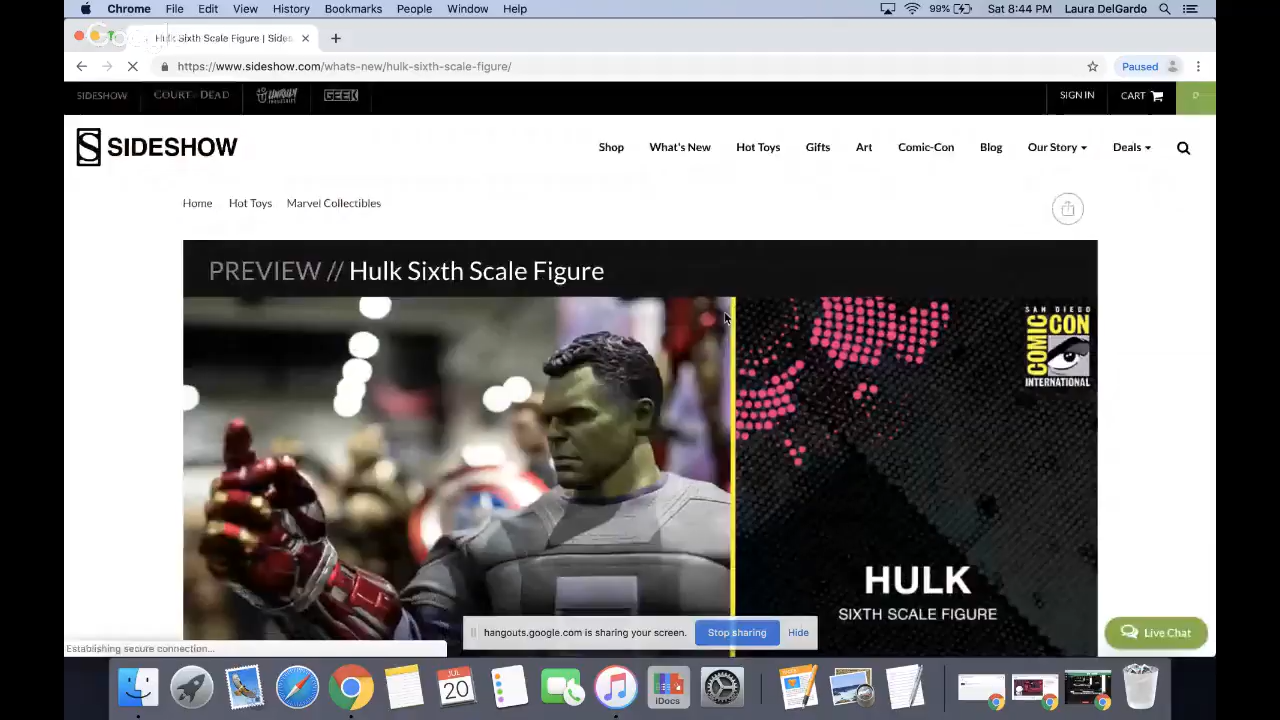 Chrome File Edit View History Bookmarks People Window Help 99% Sat 8:44 PM Laura DelGardo
Google
Hulk Sixth Scale Figure | Sides
https://www.sideshow.com/whats-new/hulk-sixth-scale-figure/ Paused
SIDESHOW COURT OF DEAD UNRULY INDUSTRIES GEEK SIGN IN CART
S SIDESHOW Shop What's New Hot Toys Gifts Art Comic-Con Blog Our Story Deals
Home Hot Toys Marvel Collectibles
PREVIEW // Hulk Sixth Scale Figure
SAN DIEGO
COMIC CON
INTERNATIONAL
HULK
SIXTH SCALE FIGURE
hangouts.google.com is sharing your screen. Stop sharing Hide
Live Chat
Establishing secure connection...
JUL
20
iDocs